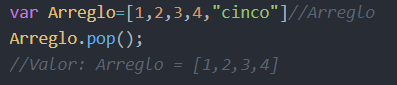 var Arreglo=[1,2,3,4,"cinco"]//Arreglo
Arreglo.pop();
//Valor: Arreglo = [1,2,3,4]